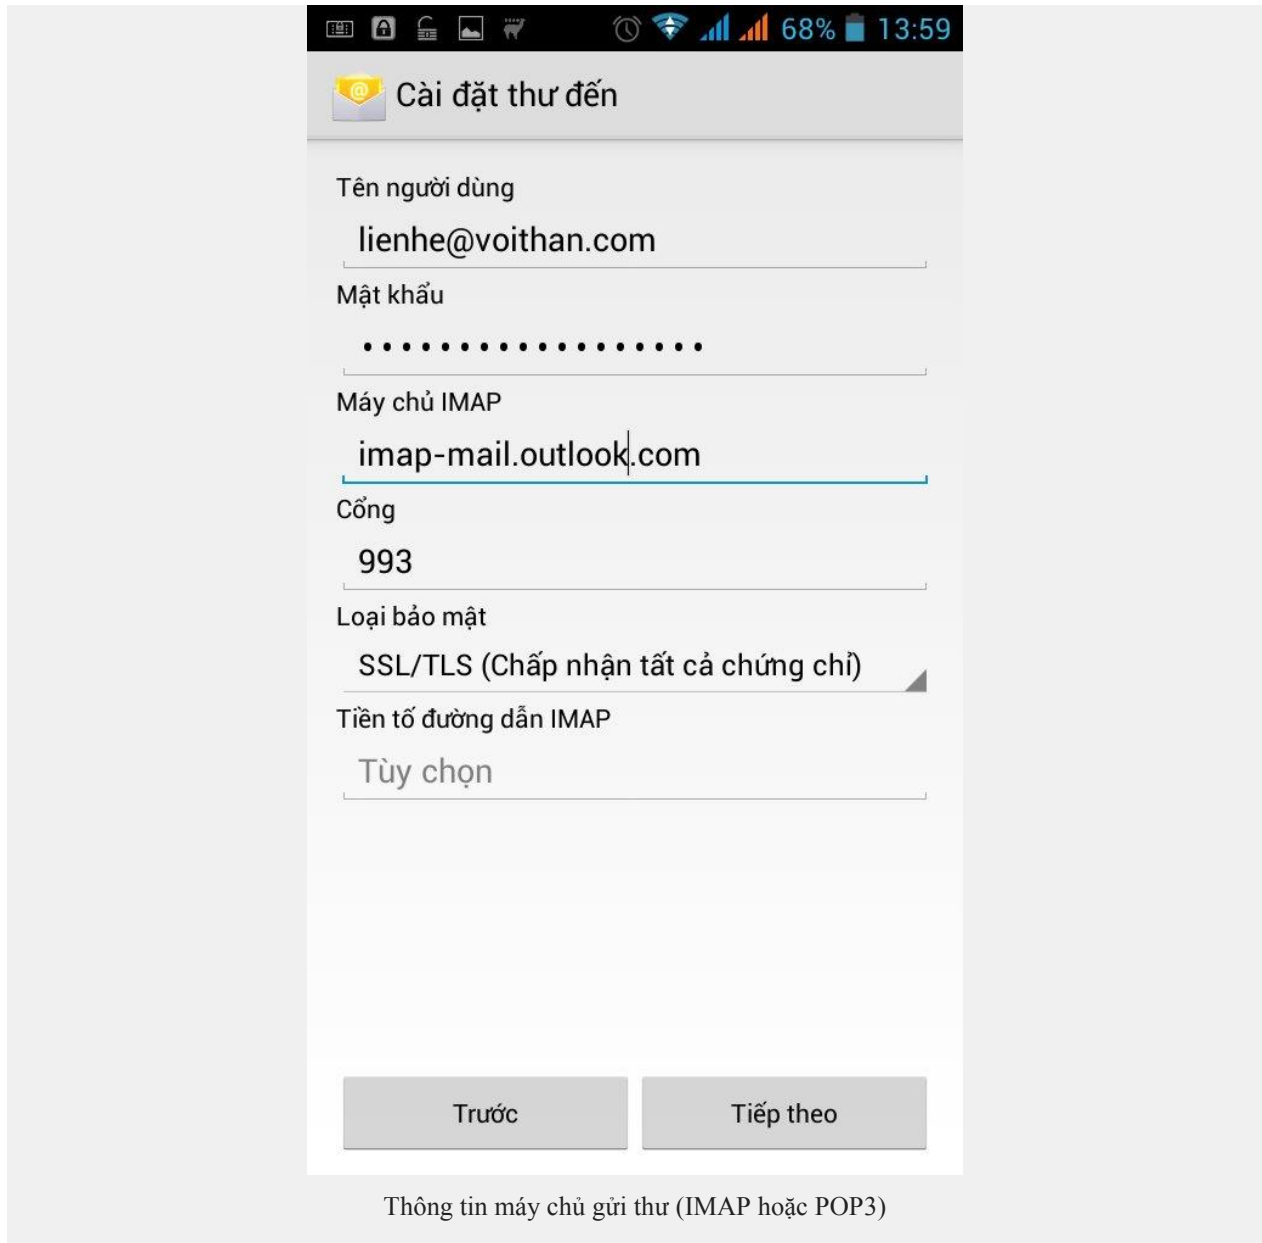 68% 13:59
Cài đặt thư đến
Tên người dùng
lienhe@voithan.com
Mật khẩu
••••••••••••••••••
Máy chủ IMAP
imap-mail.outlook.com
Cổng
993
Loại bảo mật
SSL/TLS (Chấp nhận tất cả chứng chỉ)
Tiền tố đường dẫn IMAP
Tùy chọn
Trước Tiếp theo
Thông tin máy chủ gửi thư (IMAP hoặc POP3)